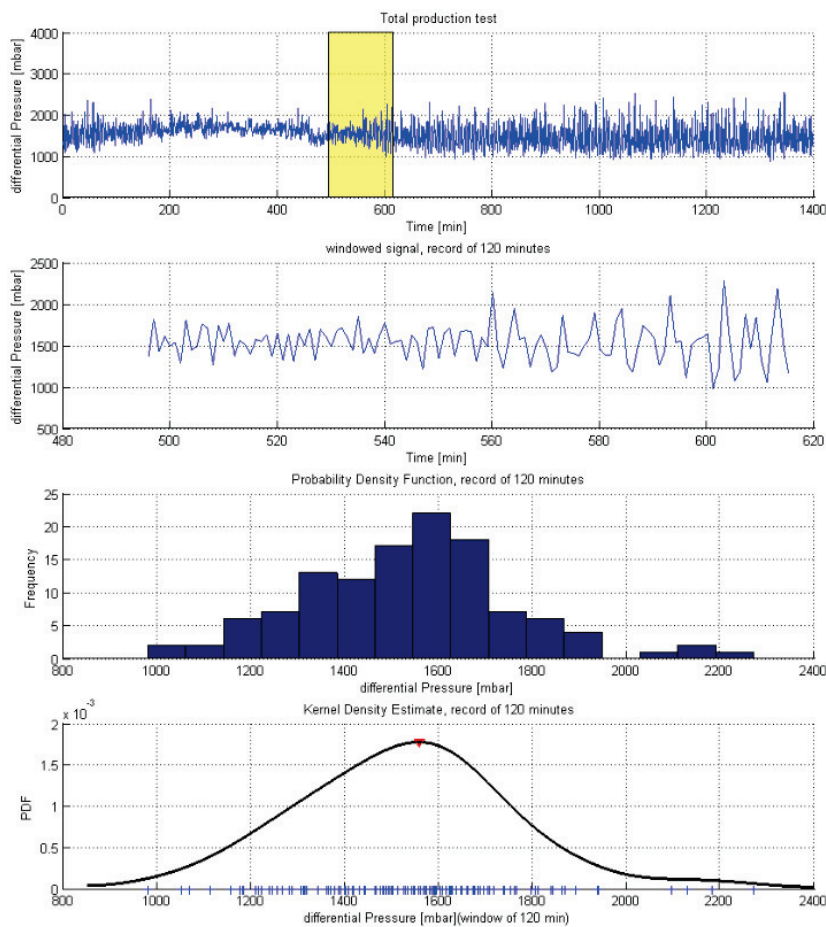 Total production test
differential Pressure [mbar]
4000
3000
2000
1000
0
0 200 400 600 800 1000 1200 1400
Time [min]
windowed signal, record of 120 minutes
differential Pressure [mbar]
2500
2000
1500
1000
500
480 500 520 540 560 580 600 620
Time [min]
Probability Density Function, record of 120 minutes
Frequency
25
20
15
10
5
0
800 1000 1200 1400 1600 1800 2000 2200 2400
differential Pressure [mbar]
x 10⁻³
Kernel Density Estimate, record of 120 minutes
PDF
2
1.5
1
0.5
0
800 1000 1200 1400 1600 1800 2000 2200 2400
differential Pressure [mbar](window of 120 min)